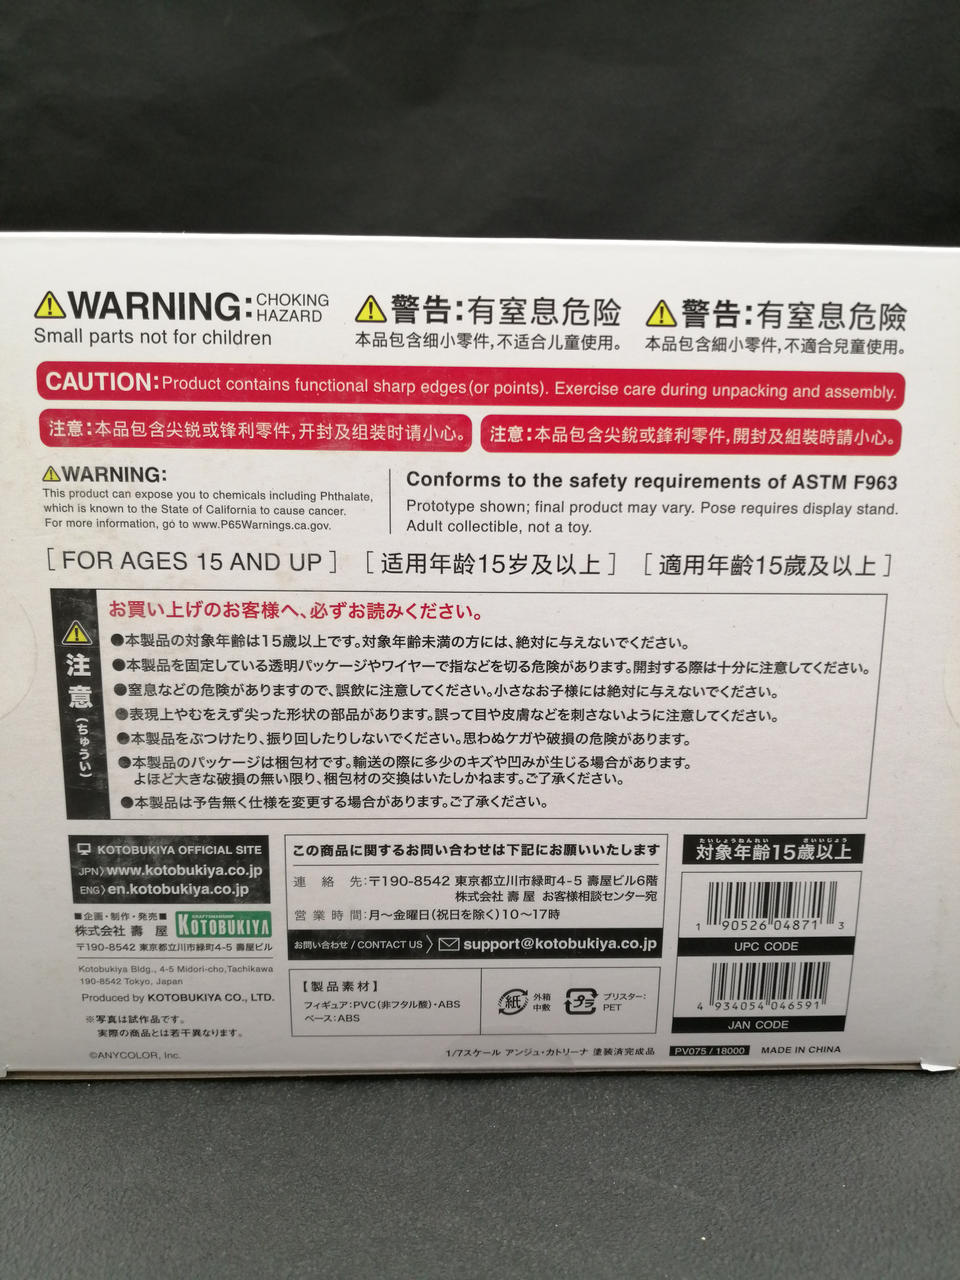 ⚠WARNING: CHOKING HAZARD
Small parts not for children
⚠警告:有窒息危险
本品包含细小零件,不适合儿童使用。
⚠警告:有窒息危險
本品包含細小零件,不適合兒童使用。
CAUTION: Product contains functional sharp edges(or points). Exercise care during unpacking and assembly.
注意:本品包含尖锐或锋利零件,开封及组装时请小心。
注意:本品包含尖銳或鋒利零件,開封及組裝時請小心。
⚠WARNING:
This product can expose you to chemicals including Phthalate,
which is known to the State of California to cause cancer.
For more information, go to www.P65Warnings.ca.gov.
Conforms to the safety requirements of ASTM F963
Prototype shown; final product may vary. Pose requires display stand.
Adult collectible, not a toy.
[ FOR AGES 15 AND UP ] [ 适用年龄15岁及以上 ] [ 適用年齡15歲及以上 ]
注意(ちゅうい)
お買い上げのお客様へ、必ずお読みください。
●本製品の対象年齢は15歳以上です。対象年齢未満の方には、絶対に与えないでください。
●本製品を固定している透明パッケージやワイヤーで指などを切る危険があります。開封する際は十分に注意してください。
●窒息などの危険がありますので、誤飲に注意してください。小さなお子様には絶対に与えないでください。
●表現上やむをえず尖った形状の部品があります。誤って目や皮膚などを刺さないように注意してください。
●本製品をぶつけたり、振り回したりしないでください。思わぬケガや破損の危険があります。
●本製品のパッケージは梱包材です。輸送の際に多少のキズや凹みが生じる場合があります。
よほど大きな破損の無い限り、梱包材の交換はいたしかねます。ご了承ください。
●本製品は予告無く仕様を変更する場合があります。ご了承ください。
KOTOBUKIYA OFFICIAL SITE
JPN〉www.kotobukiya.co.jp
ENG〉en.kotobukiya.co.jp
■企画・制作・発売■
株式会社 壽 屋
CRAFTSMANSHIP
KOTOBUKIYA
〒190-8542 東京都立川市緑町4-5 壽屋ビル
Kotobukiya Bldg., 4-5 Midori-cho,Tachikawa
190-8542 Tokyo, Japan
Produced by KOTOBUKIYA CO., LTD.
※写真は試作品です。
実際の商品とは若干異なります。
©ANYCOLOR, Inc.
この商品に関するお問い合わせは下記にお願いいたします
連 絡 先:〒190-8542 東京都立川市緑町4-5 壽屋ビル6階
株式会社 壽 屋 お客様相談センター宛
営業時間:月〜金曜日(祝日を除く)10〜17時
お問い合わせ / CONTACT US 〉 support@kotobukiya.co.jp
【製品素材】
フィギュア:PVC(非フタル酸)・ABS
ベース:ABS
紙
外箱
中敷
プラ
ブリスター:
PET
たいしょうねんれい さいいじょう
対象年齢15歳以上
1 90526 04871 3
UPC CODE
4 934054 046591
JAN CODE
1/7スケール アンジュ・カトリーナ 塗装済完成品
PV075 / 18000
MADE IN CHINA